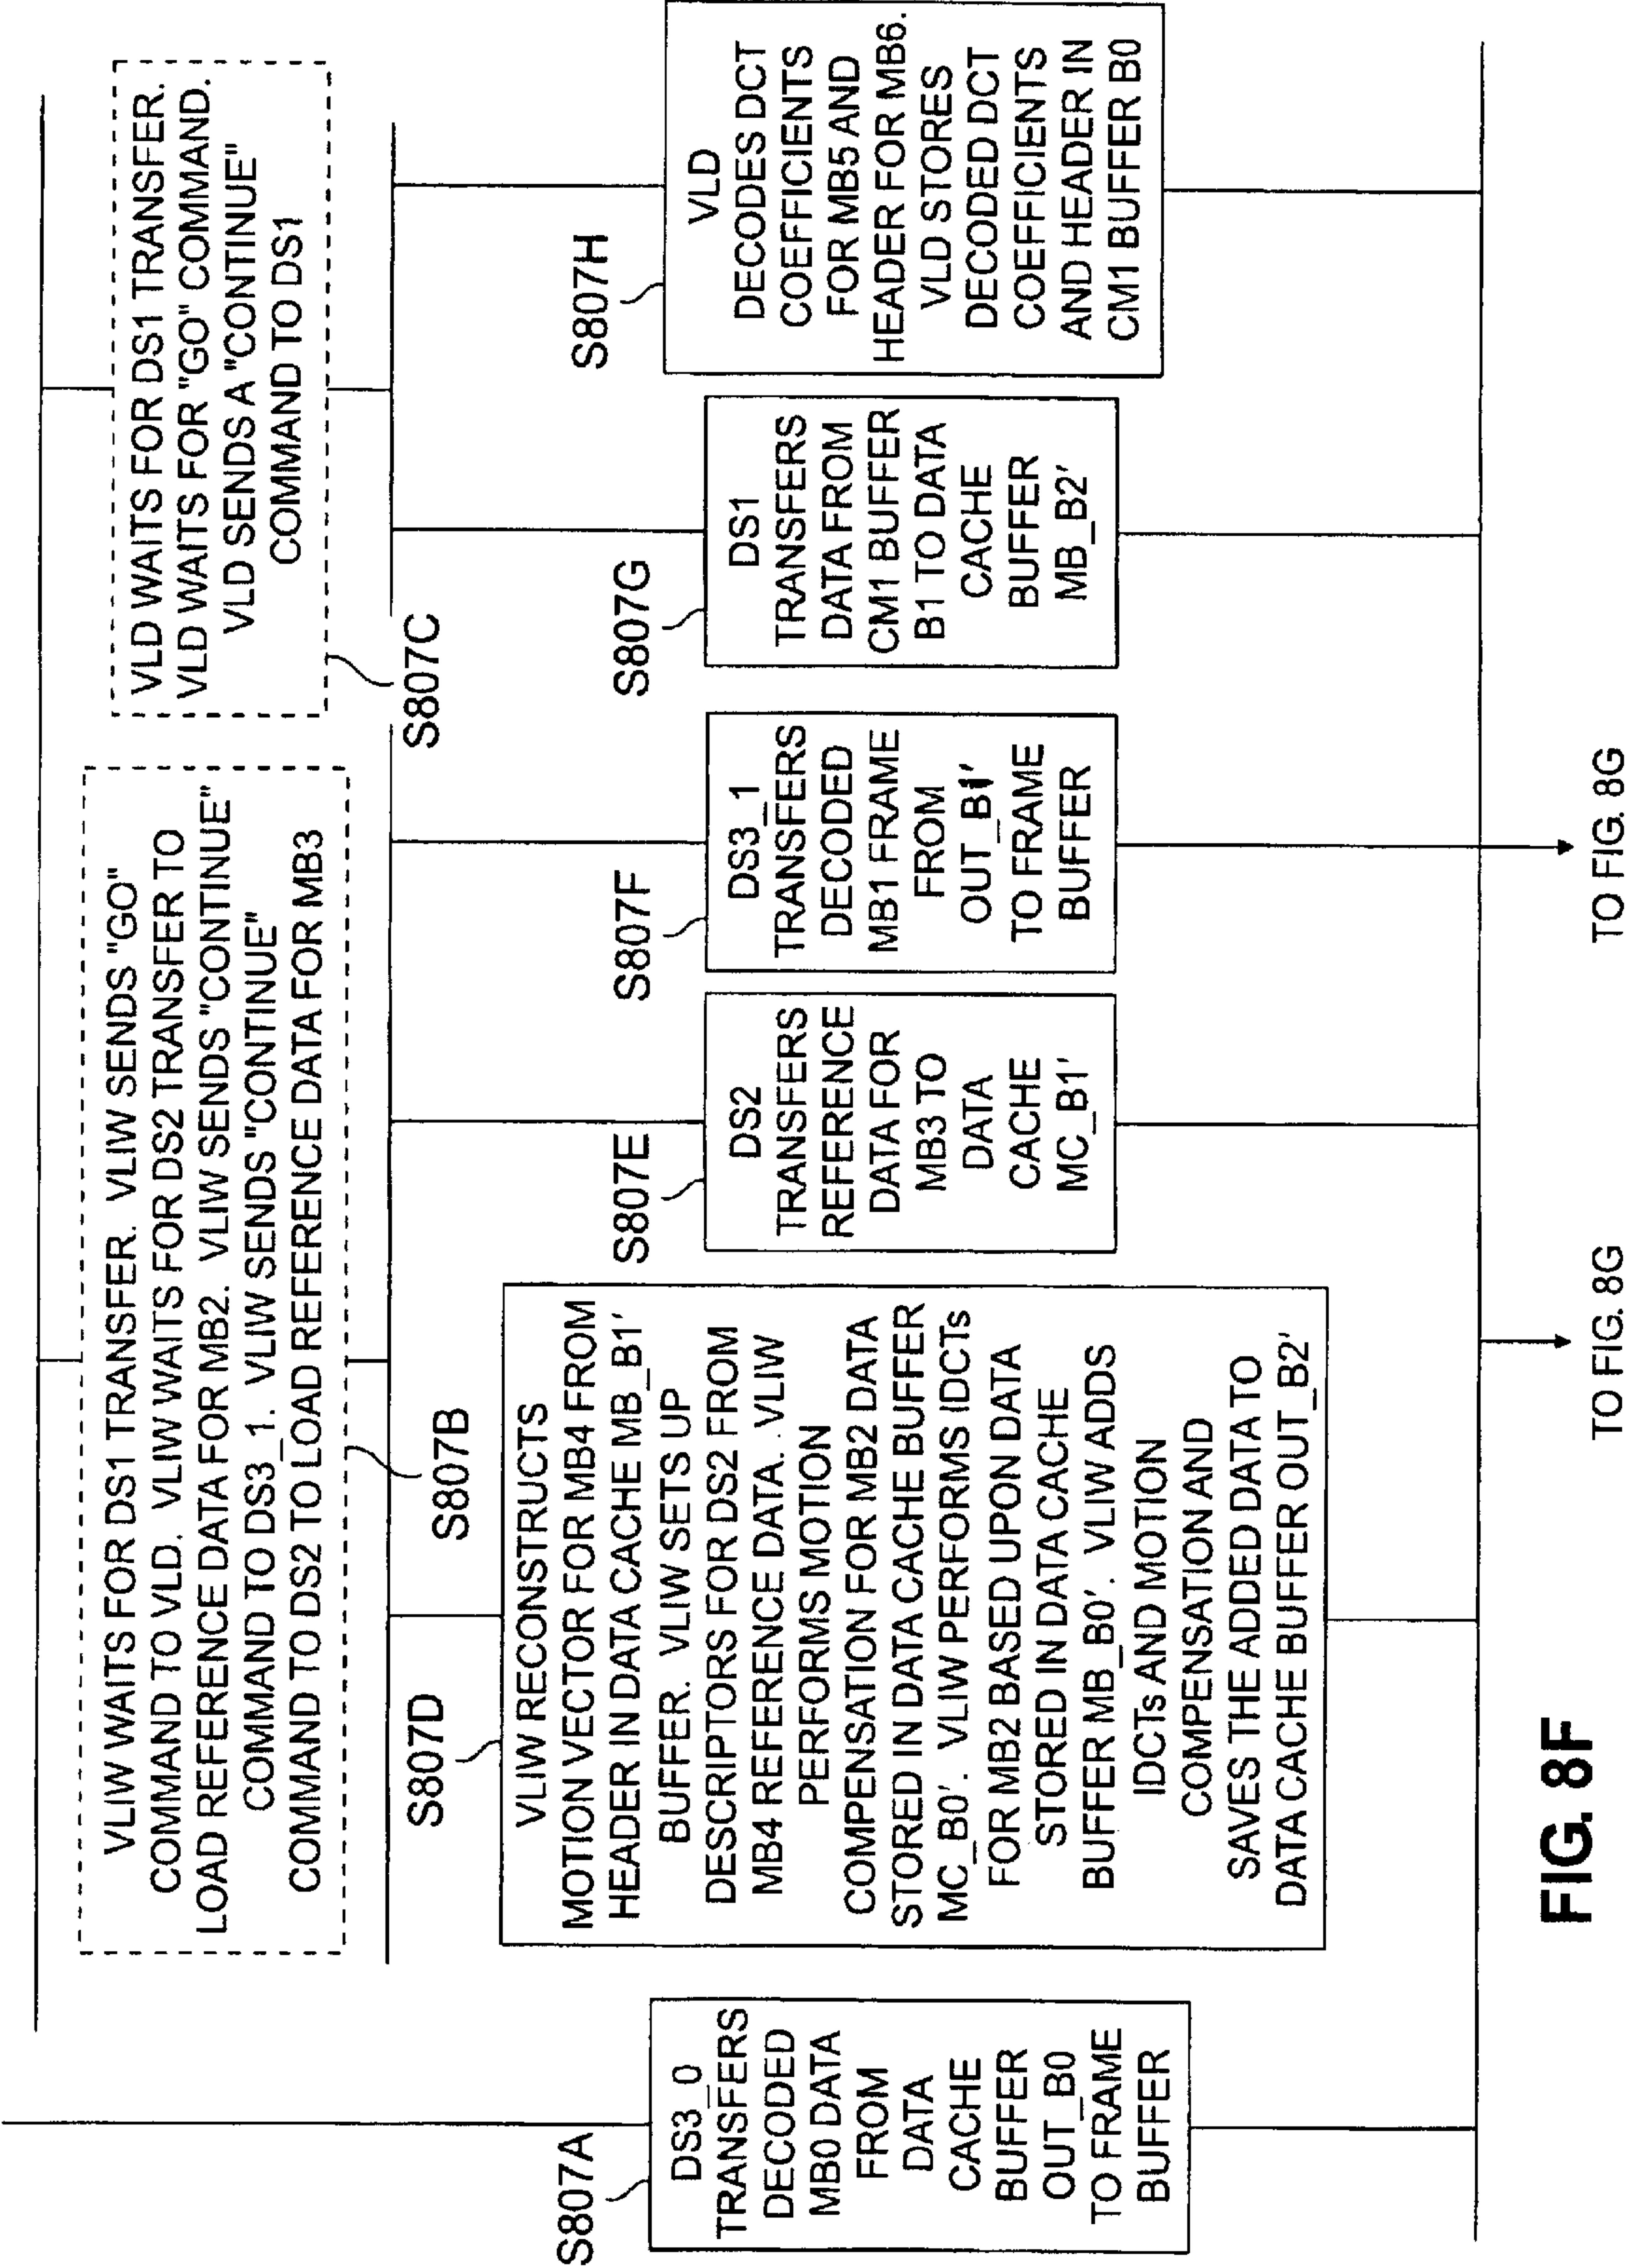 VLIW WAITS FOR DS1 TRANSFER. VLIW SENDS "GO"
COMMAND TO VLD. VLIW WAITS FOR DS2 TRANSFER TO
LOAD REFERENCE DATA FOR MB2. VLIW SENDS "CONTINUE"
COMMAND TO DS3_1. VLIW SENDS "CONTINUE"
COMMAND TO DS2 TO LOAD REFERENCE DATA FOR MB3
S807B
VLD WAITS FOR DS1 TRANSFER.
VLD WAITS FOR "GO" COMMAND.
VLD SENDS A "CONTINUE"
COMMAND TO DS1
S807C
S807A
DS3_0
TRANSFERS
DECODED
MB0 DATA
FROM
DATA
CACHE
BUFFER
OUT_B0
TO FRAME
BUFFER
S807D
VLIW RECONSTRUCTS
MOTION VECTOR FOR MB4 FROM
HEADER IN DATA CACHE MB_B1'
BUFFER. VLIW SETS UP
DESCRIPTORS FOR DS2 FROM
MB4 REFERENCE DATA. VLIW
PERFORMS MOTION
COMPENSATION FOR MB2 DATA
STORED IN DATA CACHE BUFFER
MC_B0'. VLIW PERFORMS IDCTs
FOR MB2 BASED UPON DATA
STORED IN DATA CACHE
BUFFER MB_B0'. VLIW ADDS
IDCTs AND MOTION
COMPENSATION AND
SAVES THE ADDED DATA TO
DATA CACHE BUFFER OUT_B2'
S807E
DS2
TRANSFERS
REFERENCE
DATA FOR
MB3 TO
DATA
CACHE
MC_B1'
S807F
DS3_1
TRANSFERS
DECODED
MB1 FRAME
FROM
OUT_B1'
TO FRAME
BUFFER
S807G
DS1
TRANSFERS
DATA FROM
CM1 BUFFER
B1 TO DATA
CACHE
BUFFER
MB_B2'
S807H
VLD
DECODES DCT
COEFFICIENTS
FOR MB5 AND
HEADER FOR MB6.
VLD STORES
DECODED DCT
COEFFICIENTS
AND HEADER IN
CM1 BUFFER B0
TO FIG. 8G
TO FIG. 8G
FIG. 8F